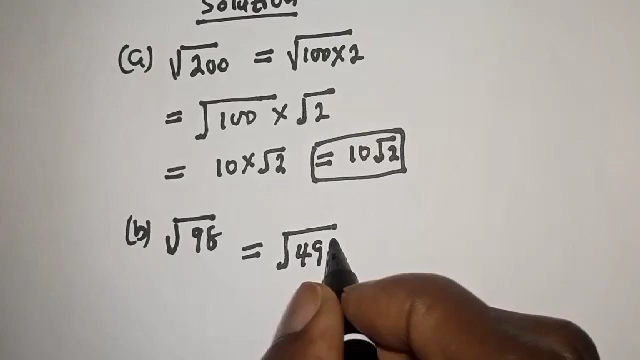 Solution
(a) √200 = √100×2
= √100 × √2
= 10×√2 = 10√2
(b) √98 = √49